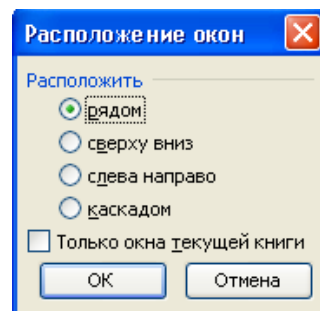 Расположение окон
Расположить
рядом
сверху вниз
слева направо
каскадом
Только окна текущей книги
ОК
Отмена